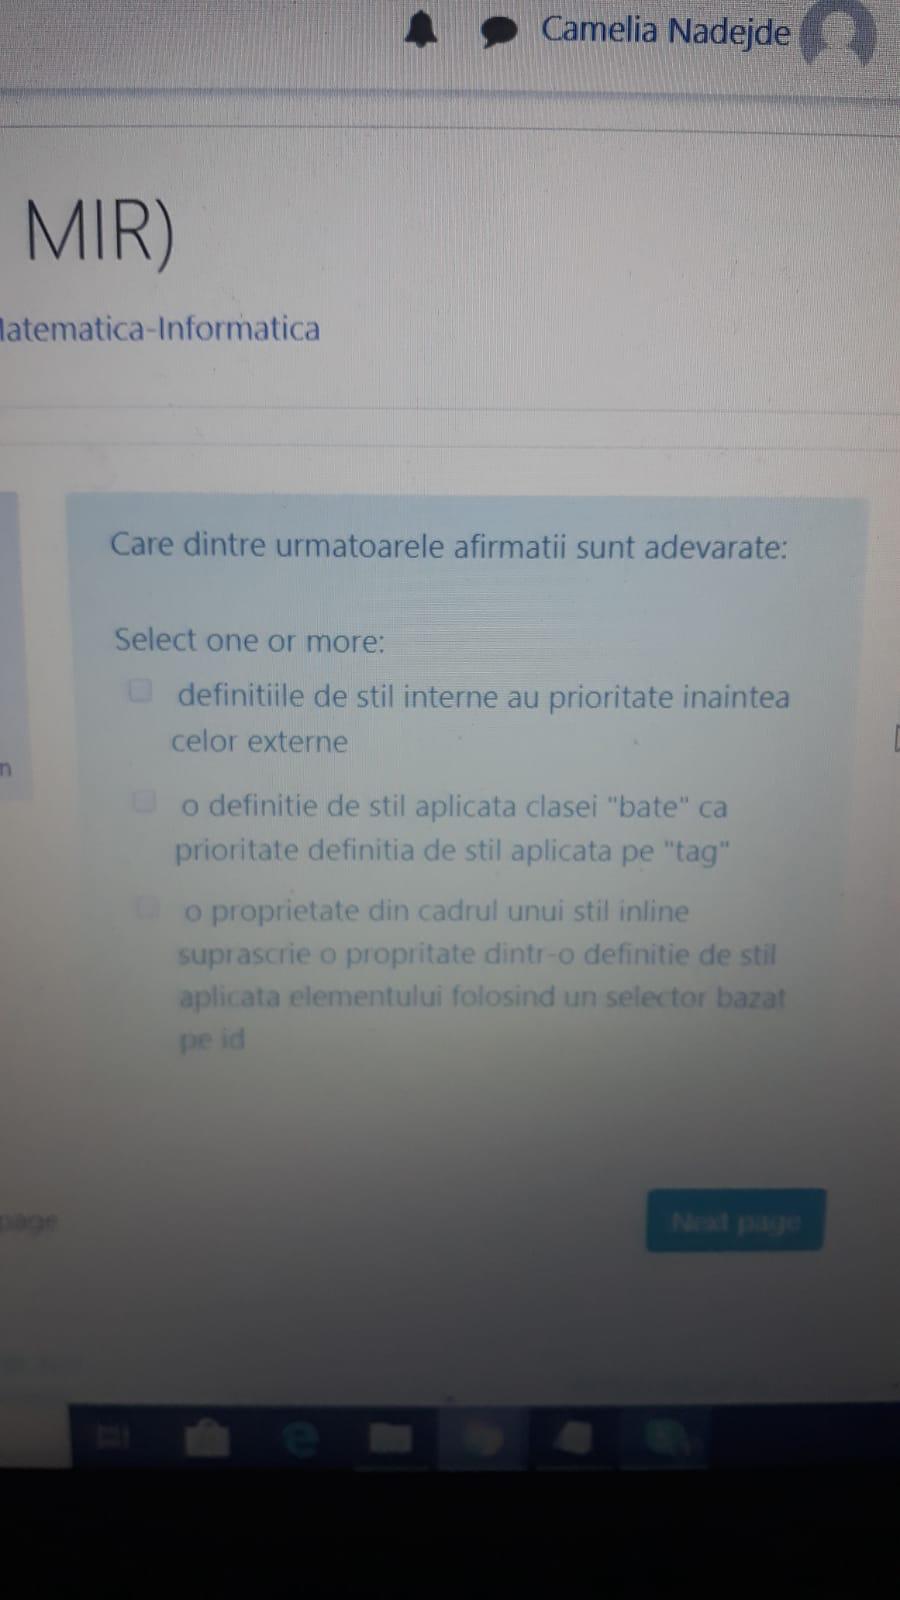 Camelia Nadejde
MIR)
latematica-Informatica
Care dintre urmatoarele afirmatii sunt adevarate:
Select one or more:
definitiile de stil interne au prioritate inaintea
celor externe
n
o definitie de stil aplicata clasei "bate" ca
prioritate definitia de stil aplicata pe "tag"
o proprietate din cadrul unui stil inline
suprascrie o propritate dintr-o definitie de stil
aplicata elementului folosind un selector bazat
pe id
page
Next page